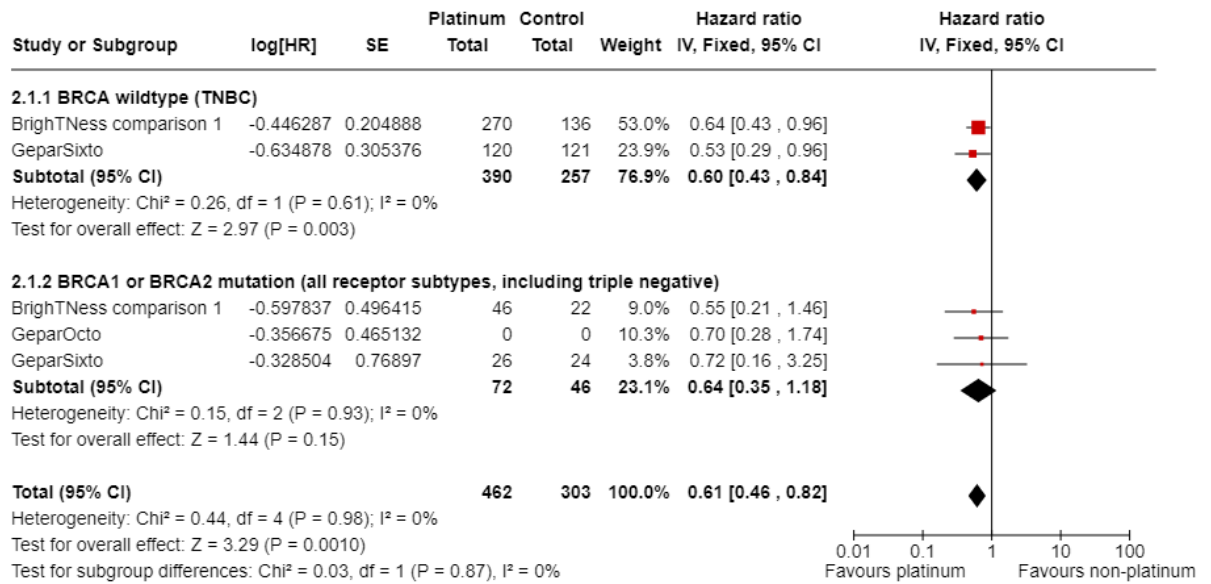 Platinum Control Hazard ratio Hazard ratio
Study or Subgroup log[HR] SE Total Total Weight IV, Fixed, 95% CI IV, Fixed, 95% CI
2.1.1 BRCA wildtype (TNBC)
BrighTNess comparison 1 -0.446287 0.204888 270 136 53.0% 0.64 [0.43 , 0.96]
GeparSixto -0.634878 0.305376 120 121 23.9% 0.53 [0.29 , 0.96]
Subtotal (95% CI) 390 257 76.9% 0.60 [0.43 , 0.84]
Heterogeneity: Chi² = 0.26, df = 1 (P = 0.61); I² = 0%
Test for overall effect: Z = 2.97 (P = 0.003)
2.1.2 BRCA1 or BRCA2 mutation (all receptor subtypes, including triple negative)
BrighTNess comparison 1 -0.597837 0.496415 46 22 9.0% 0.55 [0.21 , 1.46]
GeparOcto -0.356675 0.465132 0 0 10.3% 0.70 [0.28 , 1.74]
GeparSixto -0.328504 0.76897 26 24 3.8% 0.72 [0.16 , 3.25]
Subtotal (95% CI) 72 46 23.1% 0.64 [0.35 , 1.18]
Heterogeneity: Chi² = 0.15, df = 2 (P = 0.93); I² = 0%
Test for overall effect: Z = 1.44 (P = 0.15)
Total (95% CI) 462 303 100.0% 0.61 [0.46 , 0.82]
Heterogeneity: Chi² = 0.44, df = 4 (P = 0.98); I² = 0%
Test for overall effect: Z = 3.29 (P = 0.0010)
Test for subgroup differences: Chi² = 0.03, df = 1 (P = 0.87), I² = 0%
0.01 0.1 1 10 100
Favours platinum Favours non-platinum